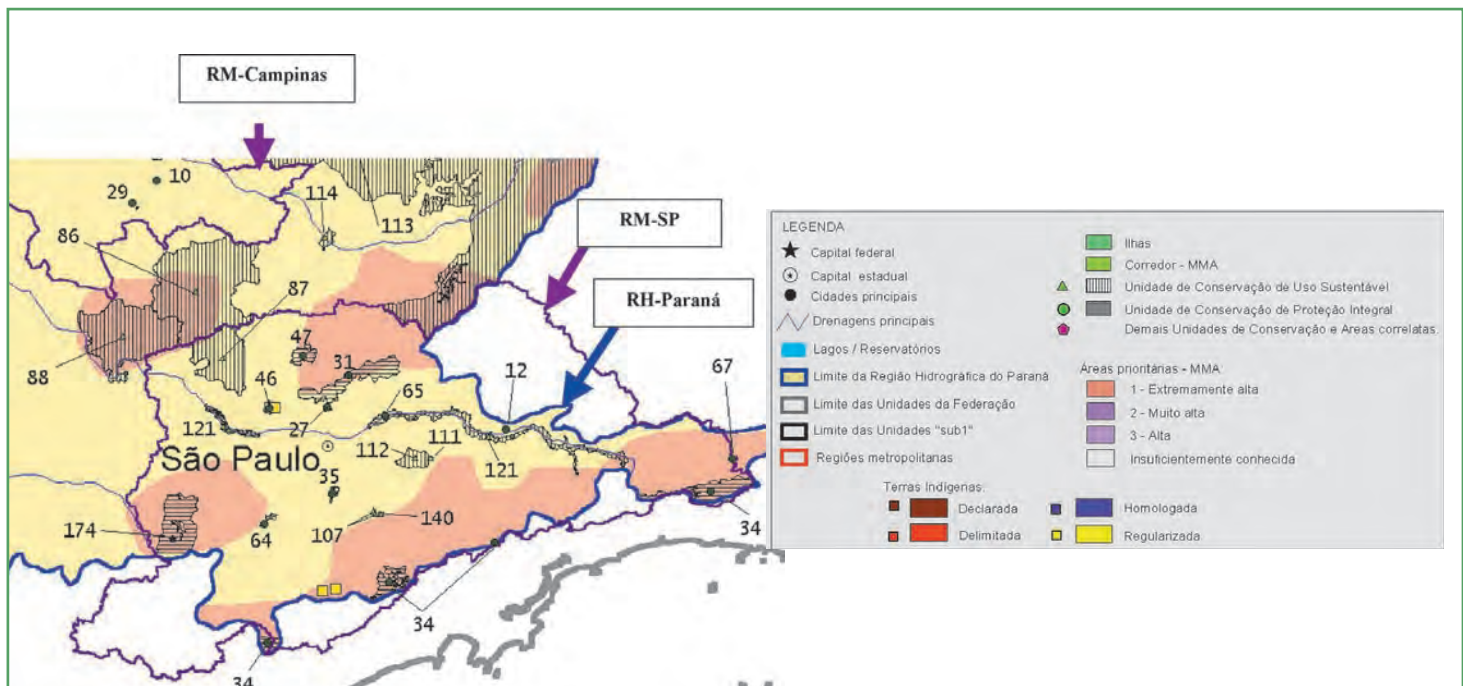 RM-Campinas
10
29
114
113
86
RM-SP
87
RH-Paraná
47
31
88
12
67
46
65
121
27
111
112
121
São Paulo
35
34
174
64
107
140
34
34
LEGENDA
Capital federal
Capital estadual
Cidades principais
Drenagens principais
Lagos / Reservatórios
Limite da Região Hidrográfica do Paraná
Limite das Unidades da Federação
Limite das Unidades "sub1"
Regiões metropolitanas
Ilhas
Corredor - MMA
Unidade de Conservação de Uso Sustentável
Unidade de Conservação de Proteção Integral
Demais Unidades de Conservação e Areas correlatas.
Áreas prioritárias - MMA
1 - Extremamente alta
2 - Muito alta
3 - Alta
Insuficientemente conhecida
Terras Indígenas:
Declarada
Homologada
Delimitada
Regularizada